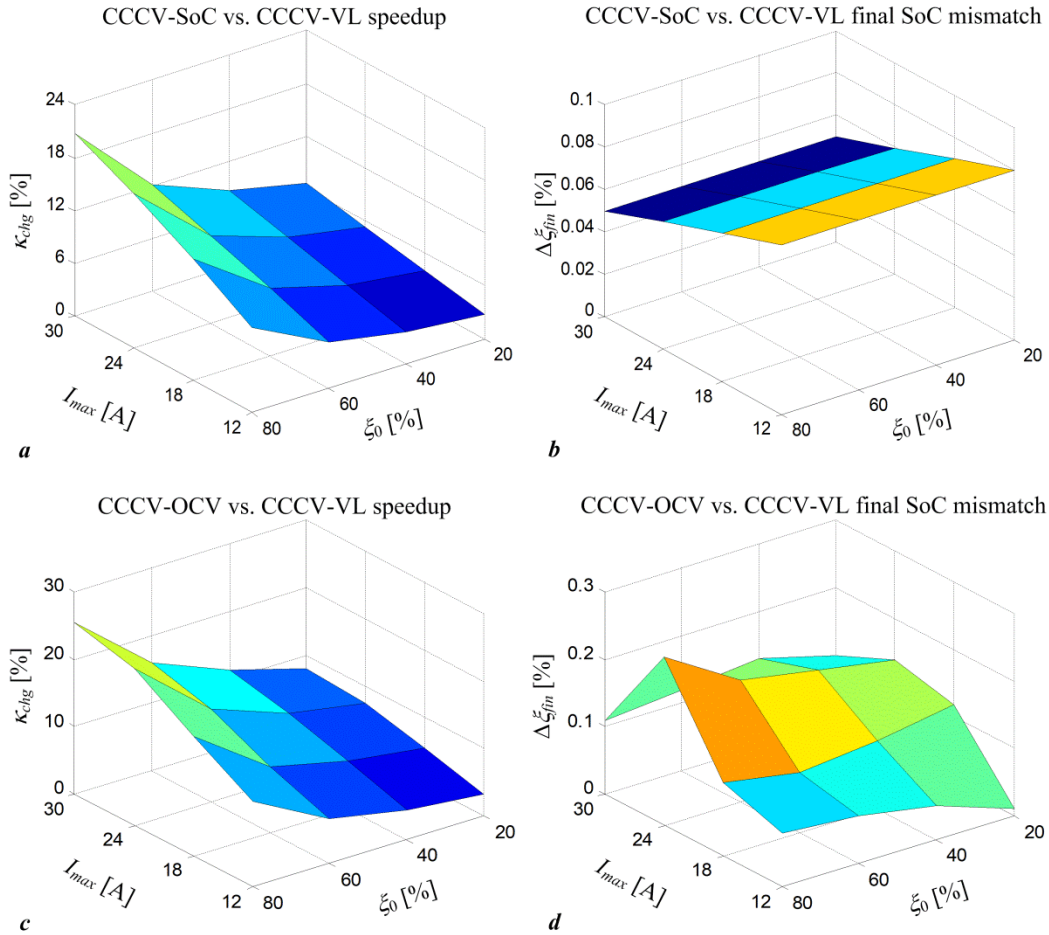 CCCV-SoC vs. CCCV-VL speedup
κchg [%]
24
18
12
6
0
30
24
18
12
Imax [A]
80
60
40
20
ξ0 [%]
a
CCCV-SoC vs. CCCV-VL final SoC mismatch
Δξfin [%]
0.1
0.08
0.06
0.04
0.02
0
30
24
18
12
Imax [A]
80
60
40
20
ξ0 [%]
b
CCCV-OCV vs. CCCV-VL speedup
κchg [%]
30
20
10
0
30
24
18
12
Imax [A]
80
60
40
20
ξ0 [%]
c
CCCV-OCV vs. CCCV-VL final SoC mismatch
Δξfin [%]
0.3
0.2
0.1
0
30
24
18
12
Imax [A]
80
60
40
20
ξ0 [%]
d